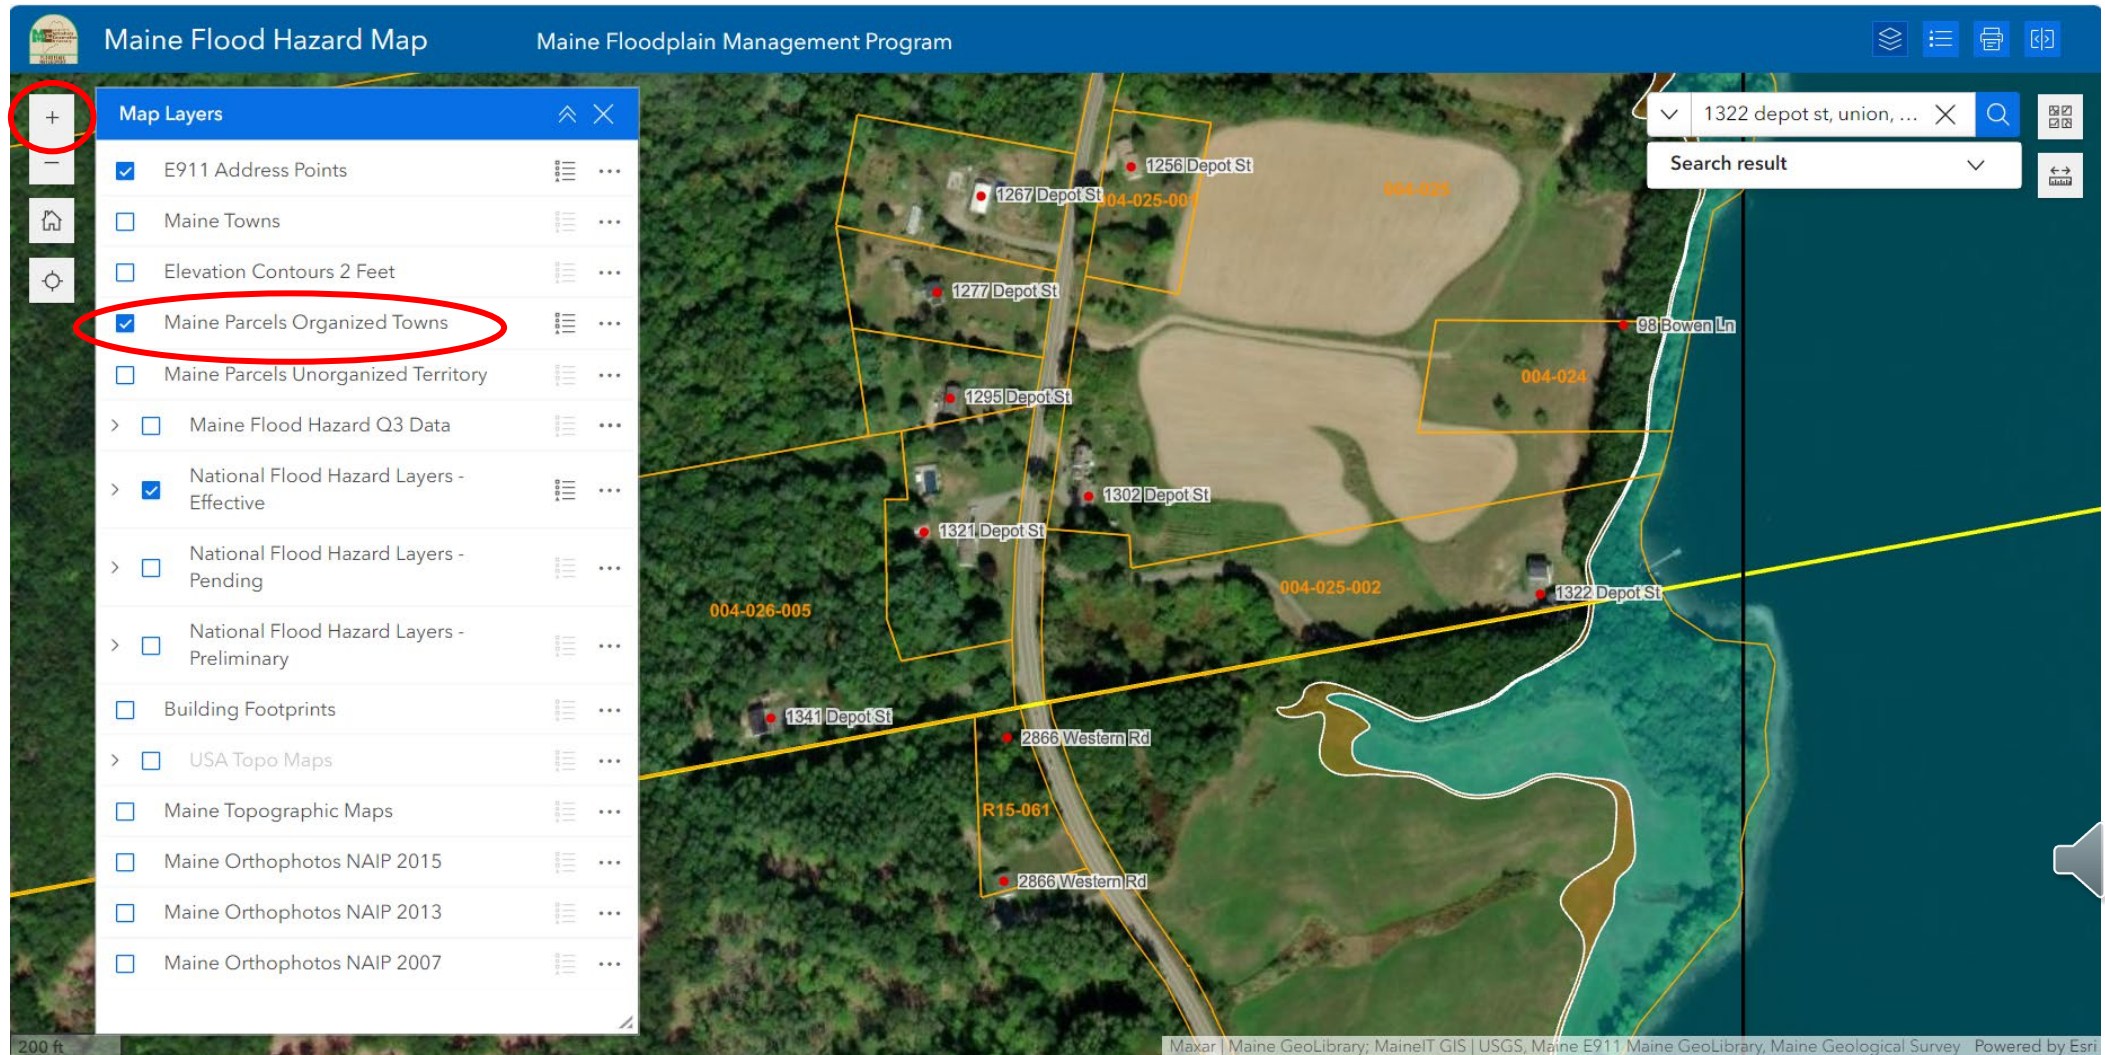 Maine Flood Hazard Map
Maine Floodplain Management Program
Map Layers
E911 Address Points
Maine Towns
Elevation Contours 2 Feet
Maine Parcels Organized Towns
Maine Parcels Unorganized Territory
Maine Flood Hazard Q3 Data
National Flood Hazard Layers -
Effective
National Flood Hazard Layers -
Pending
National Flood Hazard Layers -
Preliminary
Building Footprints
USA Topo Maps
Maine Topographic Maps
Maine Orthophotos NAIP 2015
Maine Orthophotos NAIP 2013
Maine Orthophotos NAIP 2007
1322 depot st, union, ...
Search result
1256 Depot St
1267 Depot St
004-025-001
004-025
1277 Depot St
98 Bowen Ln
004-024
1295 Depot St
1302 Depot St
1321 Depot St
004-025-002
1322 Depot St
004-026-005
1341 Depot St
2866 Western Rd
R15-061
2866 Western Rd
200 ft
Maxar | Maine GeoLibrary; MaineIT GIS | USGS, Maine E911 Maine GeoLibrary, Maine Geological Survey Powered by Esri